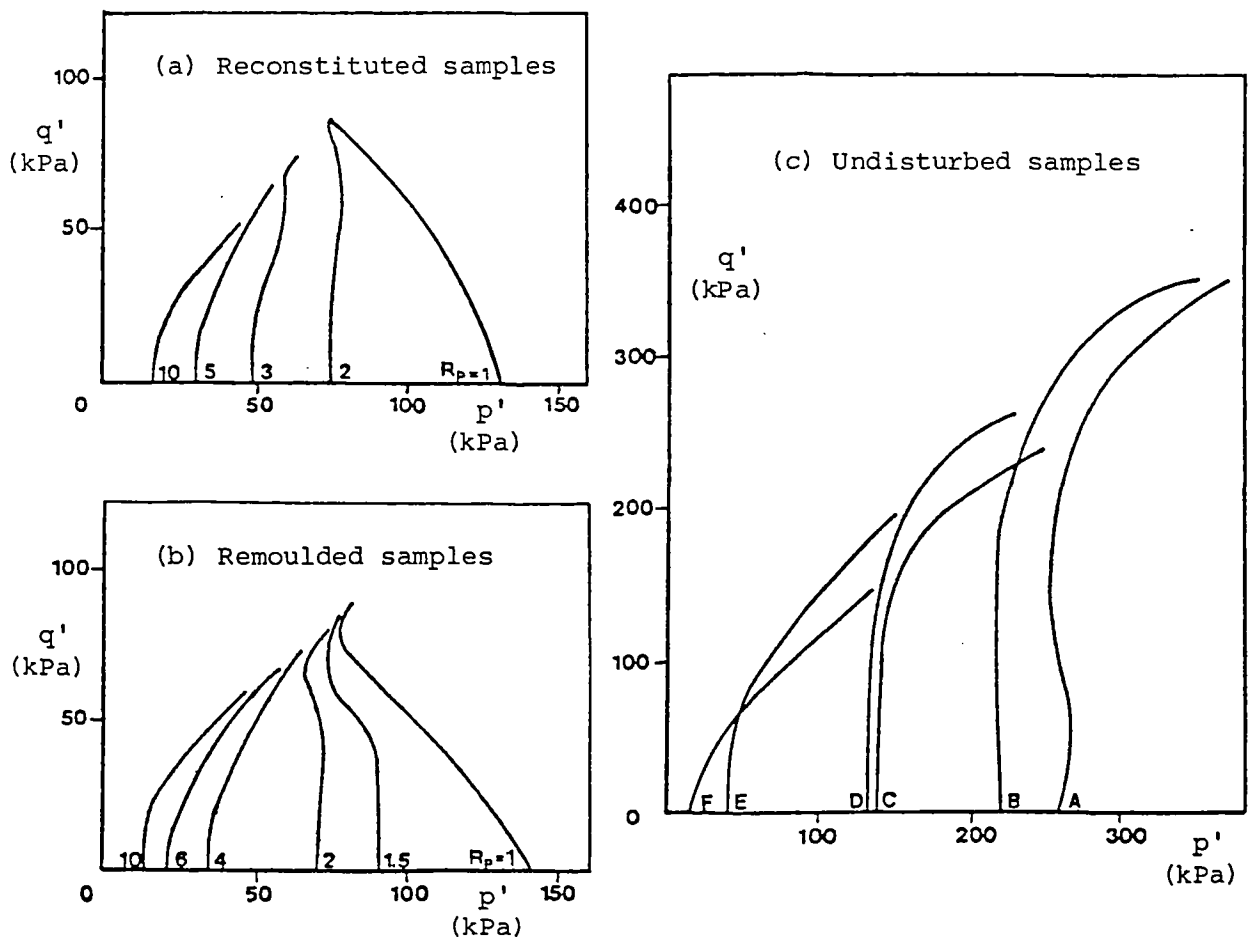 (a) Reconstituted samples
100
q'
(kPa)
50
10 5 3 2 Rp=1
0 50 100 150
p'
(kPa)
(b) Remoulded samples
100
q'
(kPa)
50
10 6 4 2 1.5 Rp=1
0 50 100 150
p'
(kPa)
(c) Undisturbed samples
400
q'
(kPa)
300
200
100
F E D C B A
0 100 200 300
p'
(kPa)